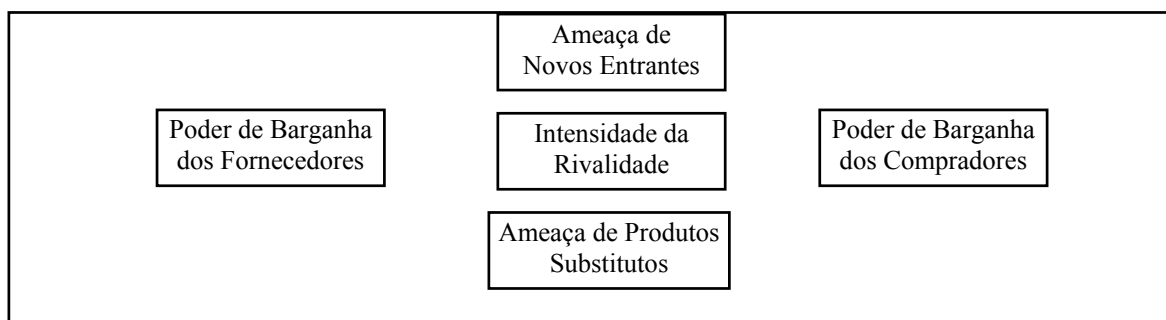 Ameaça de
Novos Entrantes
Poder de Barganha
dos Fornecedores
Intensidade da
Rivalidade
Poder de Barganha
dos Compradores
Ameaça de Produtos
Substitutos